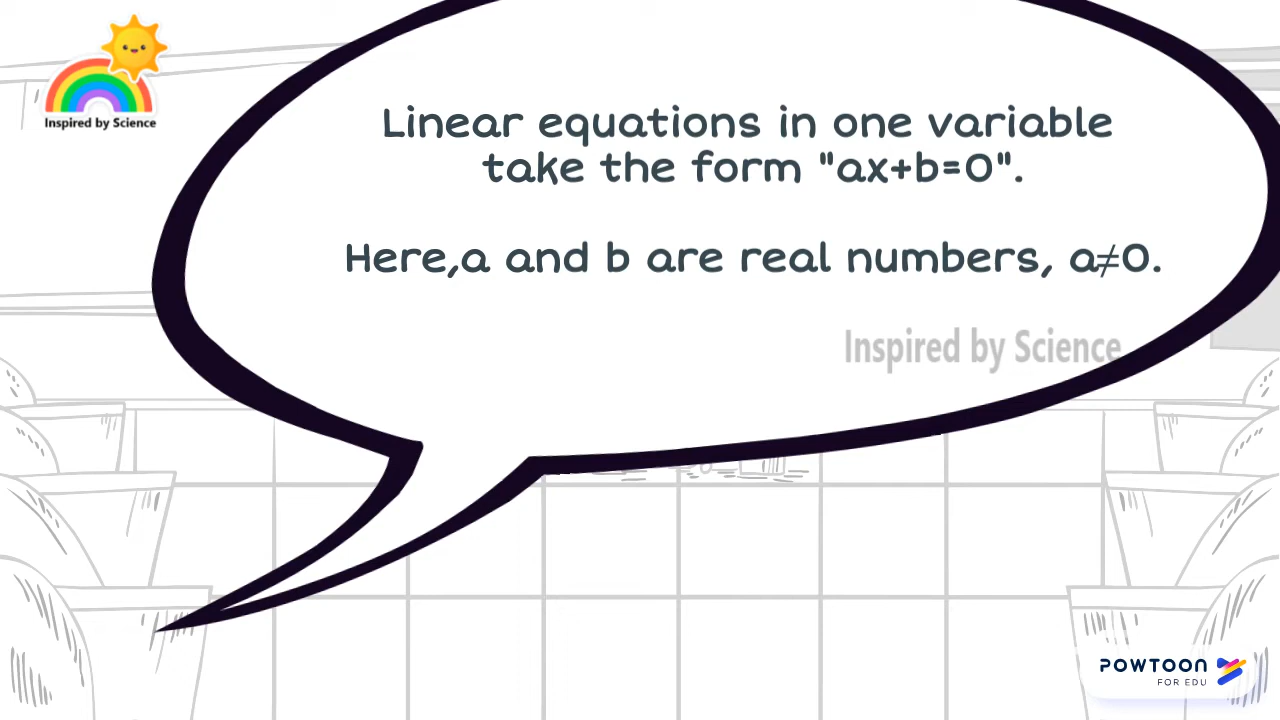 Inspired by Science
Linear equations in one variable
take the form "ax+b=0".
Here,a and b are real numbers, a≠0.
Inspired by Science
POWTOON
FOR EDU